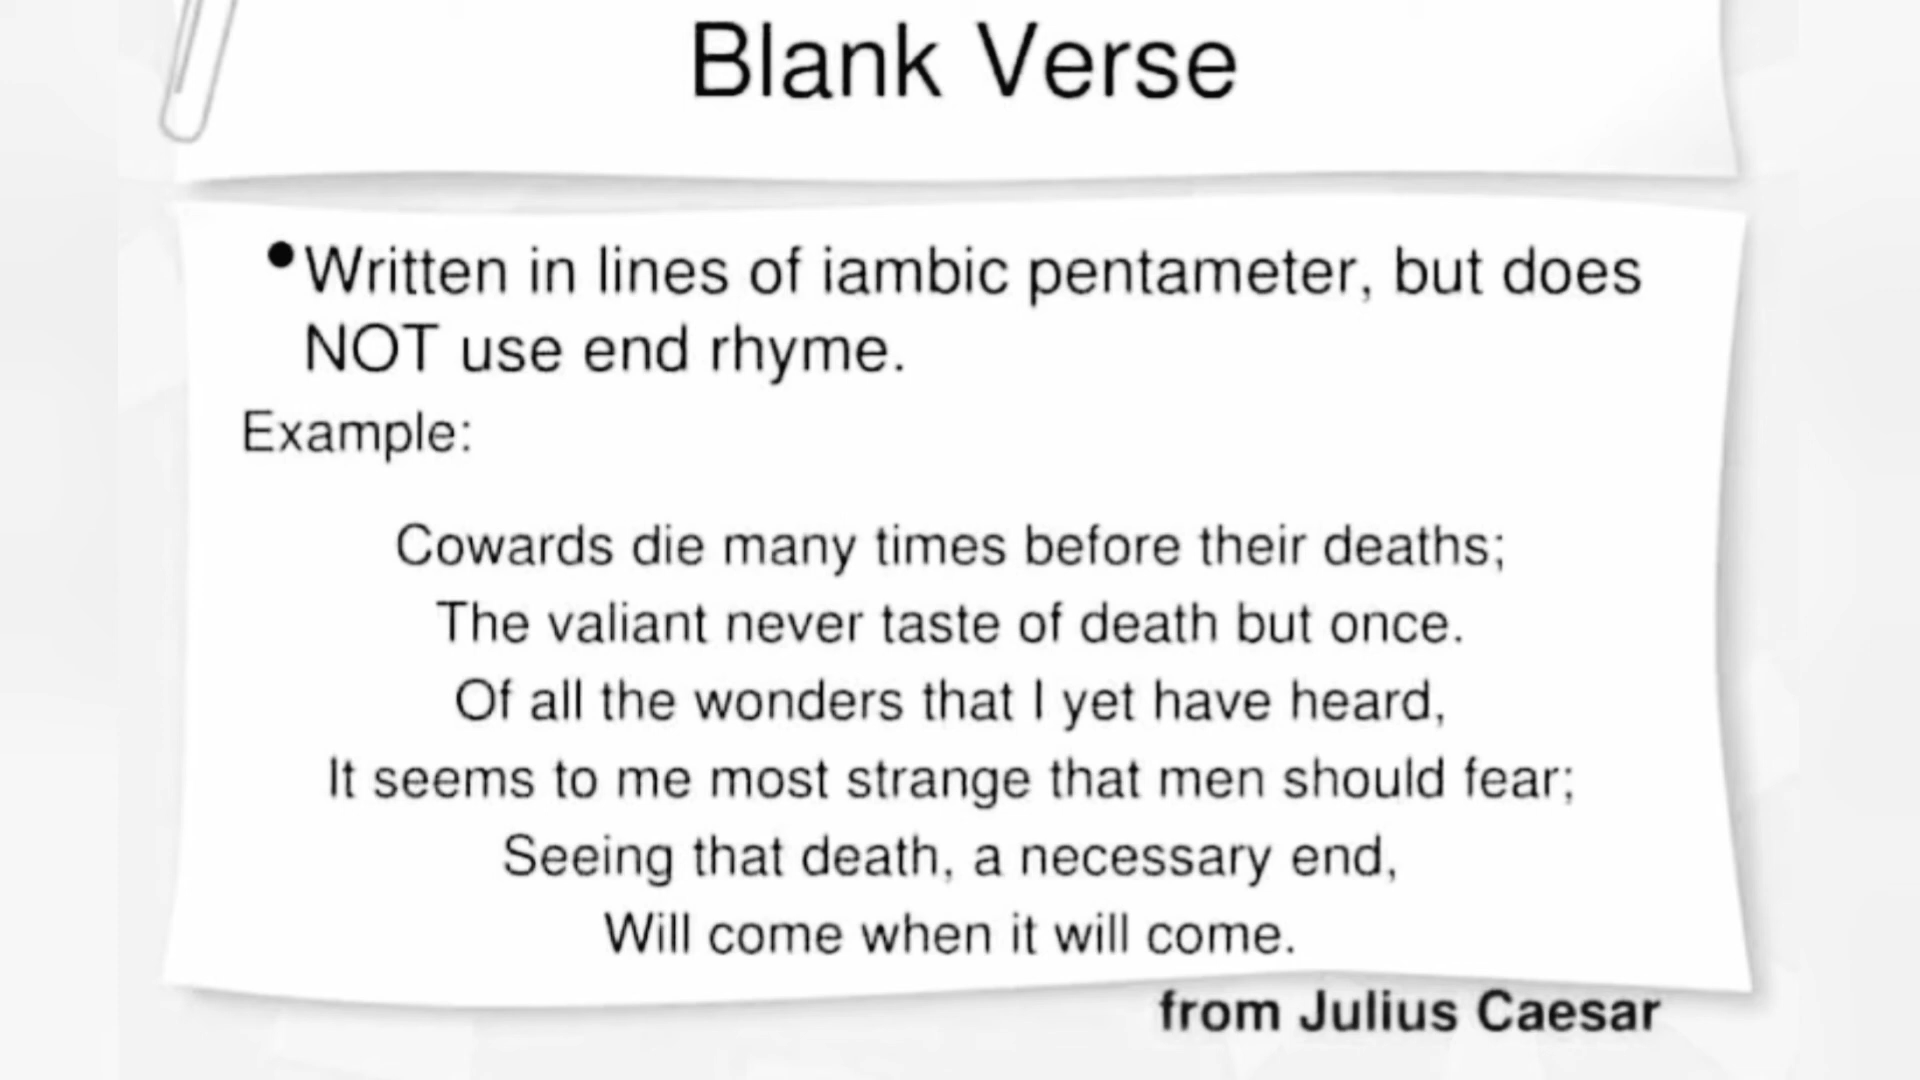 Blank Verse
•Written in lines of iambic pentameter, but does
NOT use end rhyme.
Example:
Cowards die many times before their deaths;
The valiant never taste of death but once.
Of all the wonders that I yet have heard,
It seems to me most strange that men should fear;
Seeing that death, a necessary end,
Will come when it will come.
from Julius Caesar